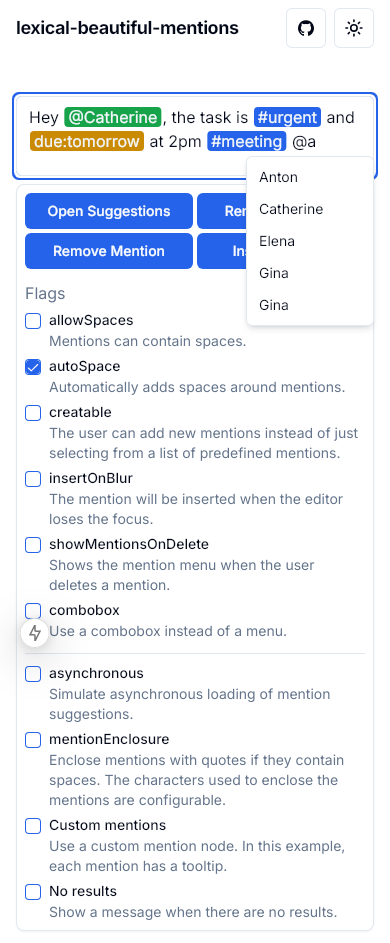 lexical-beautiful-mentions
Hey @Catherine, the task is #urgent and
due:tomorrow at 2pm #meeting @a
Anton
Catherine
Elena
Gina
Gina
Open Suggestions
Remove Mention
Flags
allowSpaces
Mentions can contain spaces.
autoSpace
Automatically adds spaces around mentions.
creatable
The user can add new mentions instead of just
selecting from a list of predefined mentions.
insertOnBlur
The mention will be inserted when the editor
loses the focus.
showMentionsOnDelete
Shows the mention menu when the user
deletes a mention.
combobox
Use a combobox instead of a menu.
asynchronous
Simulate asynchronous loading of mention
suggestions.
mentionEnclosure
Enclose mentions with quotes if they contain
spaces. The characters used to enclose the
mentions are configurable.
Custom mentions
Use a custom mention node. In this example,
each mention has a tooltip.
No results
Show a message when there are no results.